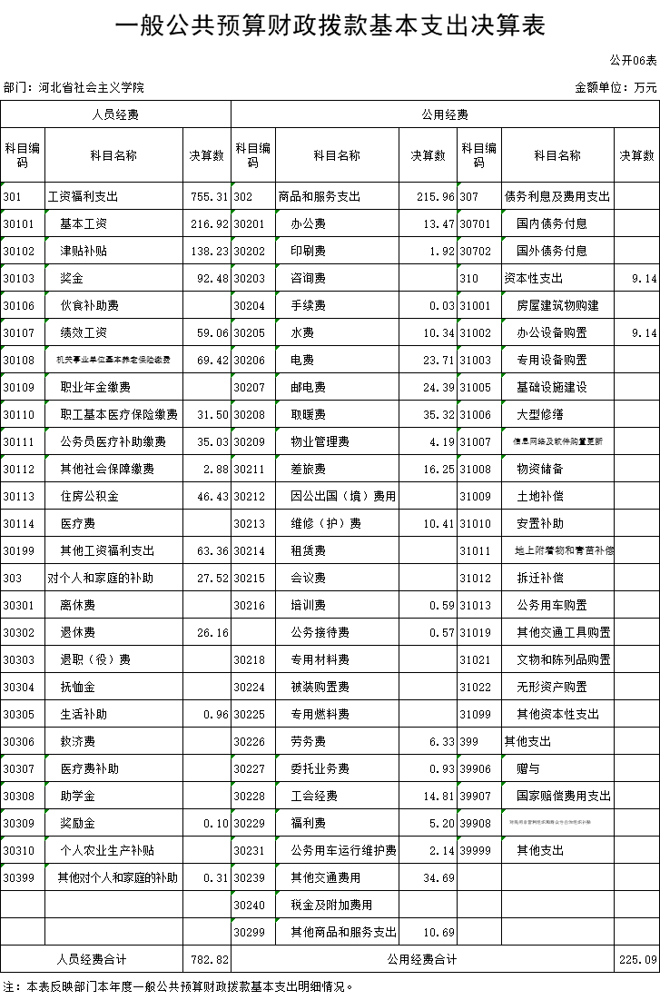 一般公共预算财政拨款基本支出决算表
公开06表
部门：河北省社会主义学院 金额单位：万元
人员经费 公用经费
科目编码 科目名称 决算数 科目编码 科目名称 决算数 科目编码 科目名称 决算数
301 工资福利支出 755.31 302 商品和服务支出 215.96 307 债务利息及费用支出
30101 基本工资 216.92 30201 办公费 13.47 30701 国内债务付息
30102 津贴补贴 138.23 30202 印刷费 1.92 30702 国外债务付息
30103 奖金 92.48 30203 咨询费 310 资本性支出 9.14
30106 伙食补助费 30204 手续费 0.03 31001 房屋建筑物购建
30107 绩效工资 59.06 30205 水费 10.34 31002 办公设备购置 9.14
30108 机关事业单位基本养老保险缴费 69.42 30206 电费 23.71 31003 专用设备购置
30109 职业年金缴费 30207 邮电费 24.39 31005 基础设施建设
30110 职工基本医疗保险缴费 31.50 30208 取暖费 35.32 31006 大型修缮
30111 公务员医疗补助缴费 35.03 30209 物业管理费 4.19 31007 信息网络及软件购置更新
30112 其他社会保障缴费 2.88 30211 差旅费 16.25 31008 物资储备
30113 住房公积金 46.43 30212 因公出国（境）费用 31009 土地补偿
30114 医疗费 30213 维修（护）费 10.41 31010 安置补助
30199 其他工资福利支出 63.36 30214 租赁费 31011 地上附着物和青苗补偿
303 对个人和家庭的补助 27.52 30215 会议费 31012 拆迁补偿
30301 离休费 30216 培训费 0.59 31013 公务用车购置
30302 退休费 26.16 公务接待费 0.57 31019 其他交通工具购置
30303 退职（役）费 30218 专用材料费 31021 文物和陈列品购置
30304 抚恤金 30224 被装购置费 31022 无形资产购置
30305 生活补助 0.96 30225 专用燃料费 31099 其他资本性支出
30306 救济费 30226 劳务费 6.33 399 其他支出
30307 医疗费补助 30227 委托业务费 0.93 39906 赠与
30308 助学金 30228 工会经费 14.81 39907 国家赔偿费用支出
30309 奖励金 0.10 30229 福利费 5.20 39908
30310 个人农业生产补贴 30231 公务用车运行维护费 2.14 39999 其他支出
30399 其他对个人和家庭的补助 0.31 30239 其他交通费用 34.69
30240 税金及附加费用
30299 其他商品和服务支出 10.69
人员经费合计 782.82 公用经费合计 225.09
注：本表反映部门本年度一般公共预算财政拨款基本支出明细情况。